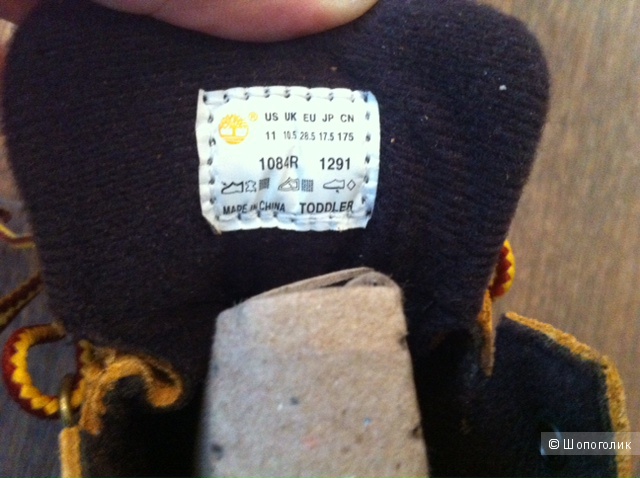 ® US UK EU JP CN
11 10.5 28.5 17.5 175
1084R 1291
MADE IN CHINA TODDLER
© Шопоголик